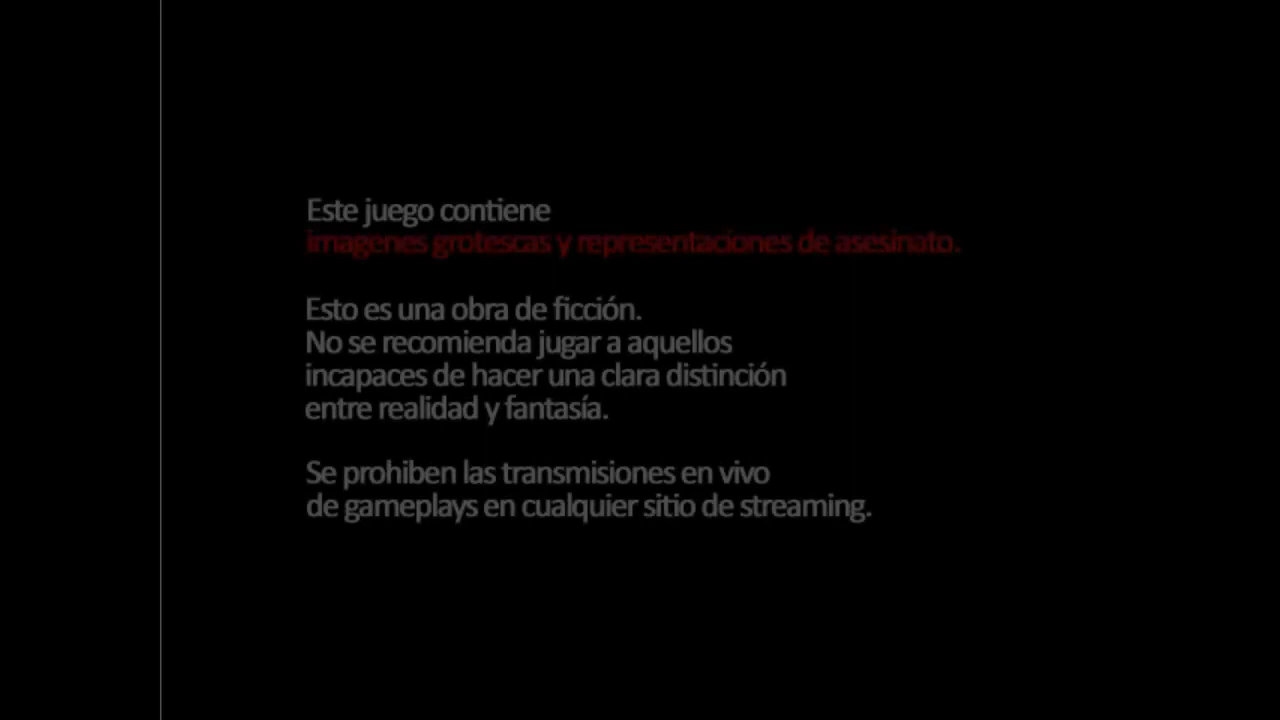 Este juego contiene
imagenes grotescas y representaciones de asesinato.
Esto es una obra de ficción.
No se recomienda jugar a aquellos
incapaces de hacer una clara distinción
entre realidad y fantasía.
Se prohiben las transmisiones en vivo
de gameplays en cualquier sitio de streaming.